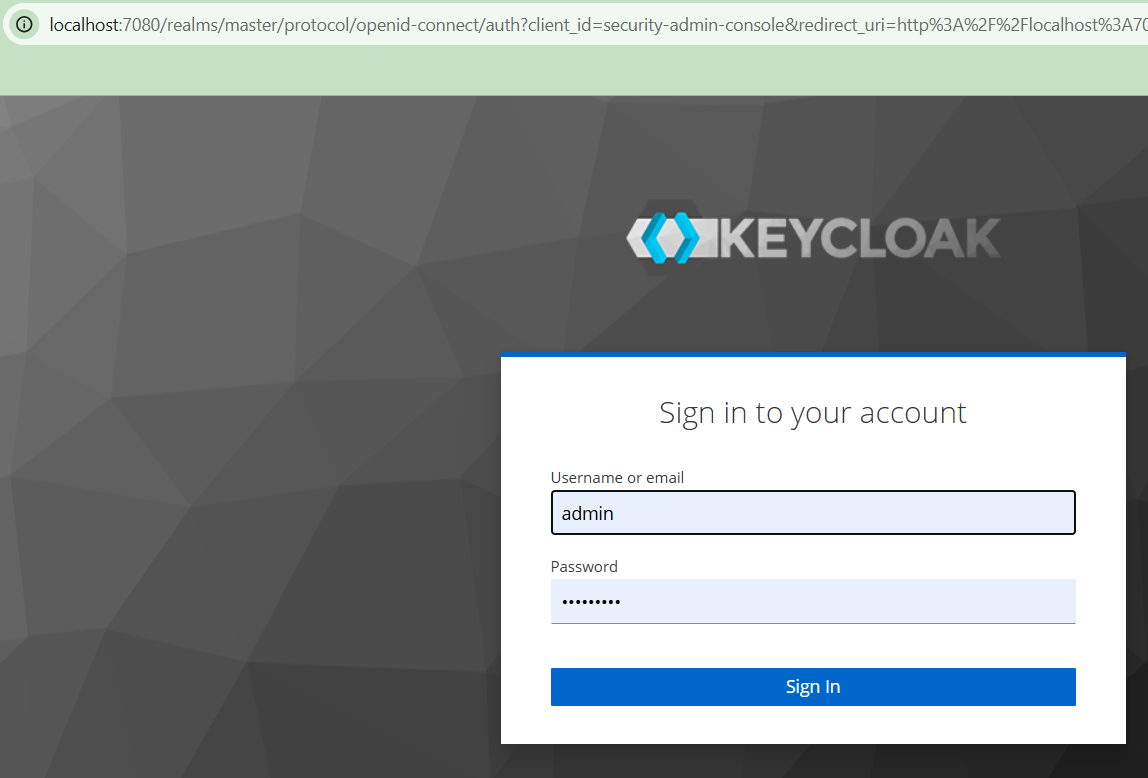 localhost:7080/realms/master/protocol/openid-connect/auth?client_id=security-admin-console&redirect_uri=http%3A%2F%2Flocalhost%3A70
KEYCLOAK
Sign in to your account
Username or email
admin
Password
•••••••••
Sign In